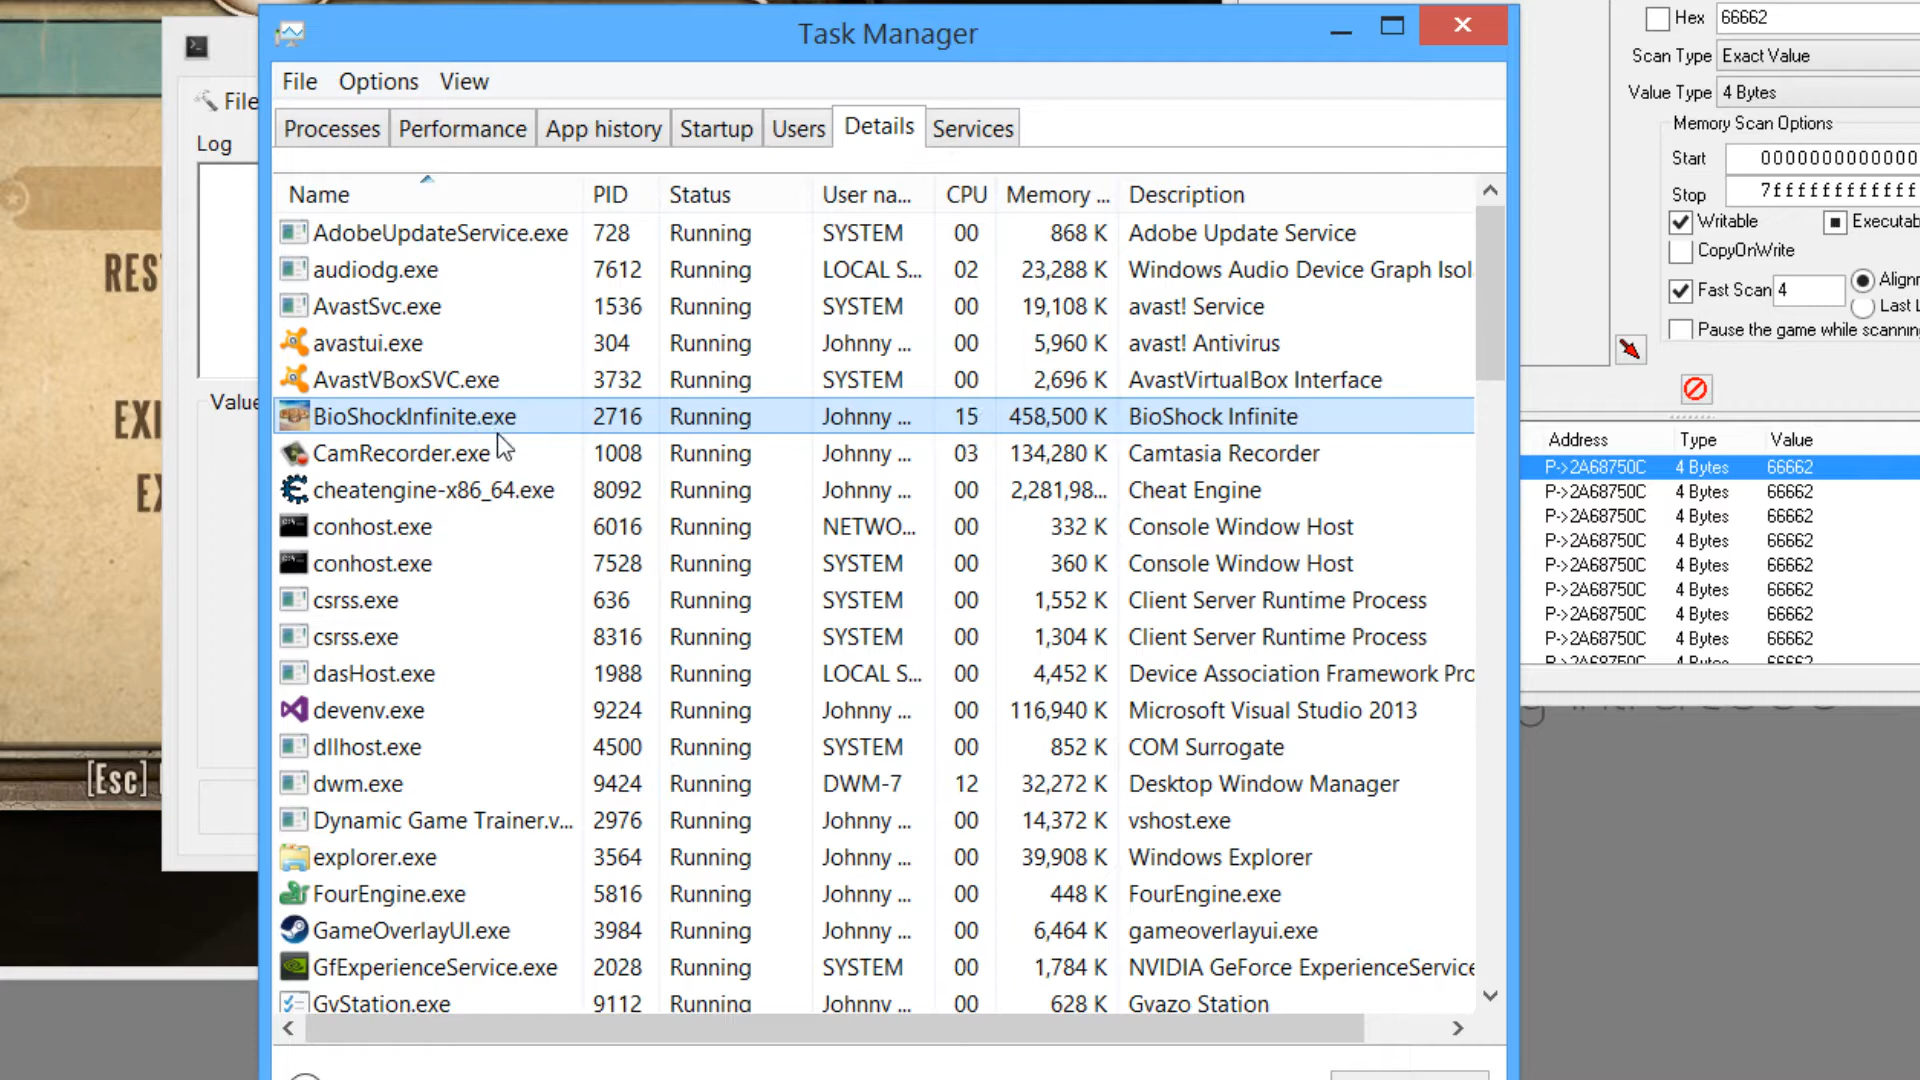 Task Manager
File Options View
Processes Performance App history Startup Users Details Services
Name PID Status User na... CPU Memory ... Description
AdobeUpdateService.exe 728 Running SYSTEM 00 868 K Adobe Update Service
audiodg.exe 7612 Running LOCAL S... 02 23,288 K Windows Audio Device Graph Isol
AvastSvc.exe 1536 Running SYSTEM 00 19,108 K avast! Service
avastui.exe 304 Running Johnny ... 00 5,960 K avast! Antivirus
AvastVBoxSVC.exe 3732 Running SYSTEM 00 2,696 K AvastVirtualBox Interface
BioShockInfinite.exe 2716 Running Johnny ... 15 458,500 K BioShock Infinite
CamRecorder.exe 1008 Running Johnny ... 03 134,280 K Camtasia Recorder
cheatengine-x86_64.exe 8092 Running Johnny ... 00 2,281,98... Cheat Engine
conhost.exe 6016 Running NETWO... 00 332 K Console Window Host
conhost.exe 7528 Running SYSTEM 00 360 K Console Window Host
csrss.exe 636 Running SYSTEM 00 1,552 K Client Server Runtime Process
csrss.exe 8316 Running SYSTEM 00 1,304 K Client Server Runtime Process
dasHost.exe 1988 Running LOCAL S... 00 4,452 K Device Association Framework Pro
devenv.exe 9224 Running Johnny ... 00 116,940 K Microsoft Visual Studio 2013
dllhost.exe 4500 Running SYSTEM 00 852 K COM Surrogate
dwm.exe 9424 Running DWM-7 12 32,272 K Desktop Window Manager
Dynamic Game Trainer.v... 2976 Running Johnny ... 00 14,372 K vshost.exe
explorer.exe 3564 Running Johnny ... 00 39,908 K Windows Explorer
FourEngine.exe 5816 Running Johnny ... 00 448 K FourEngine.exe
GameOverlayUI.exe 3984 Running Johnny ... 00 6,464 K gameoverlayui.exe
GfExperienceService.exe 2028 Running SYSTEM 00 1,784 K NVIDIA GeForce ExperienceService
GyStation.exe 9112 Running Johnny ... 00 628 K Gyazo Station
File
Log
Value
RES
EXI
EX
[Esc]
Hex 66662
Scan Type Exact Value
Value Type 4 Bytes
Memory Scan Options
Start 0000000000000
Stop 7fffffffffff
Writable Executab
CopyOnWrite
Fast Scan 4 Alignm
Last
Pause the game while scanning
Address Type Value
P->2A68750C 4 Bytes 66662
P->2A68750C 4 Bytes 66662
P->2A68750C 4 Bytes 66662
P->2A68750C 4 Bytes 66662
P->2A68750C 4 Bytes 66662
P->2A68750C 4 Bytes 66662
P->2A68750C 4 Bytes 66662
P->2A68750C 4 Bytes 66662
P->2A68750C 4 Bytes 66662